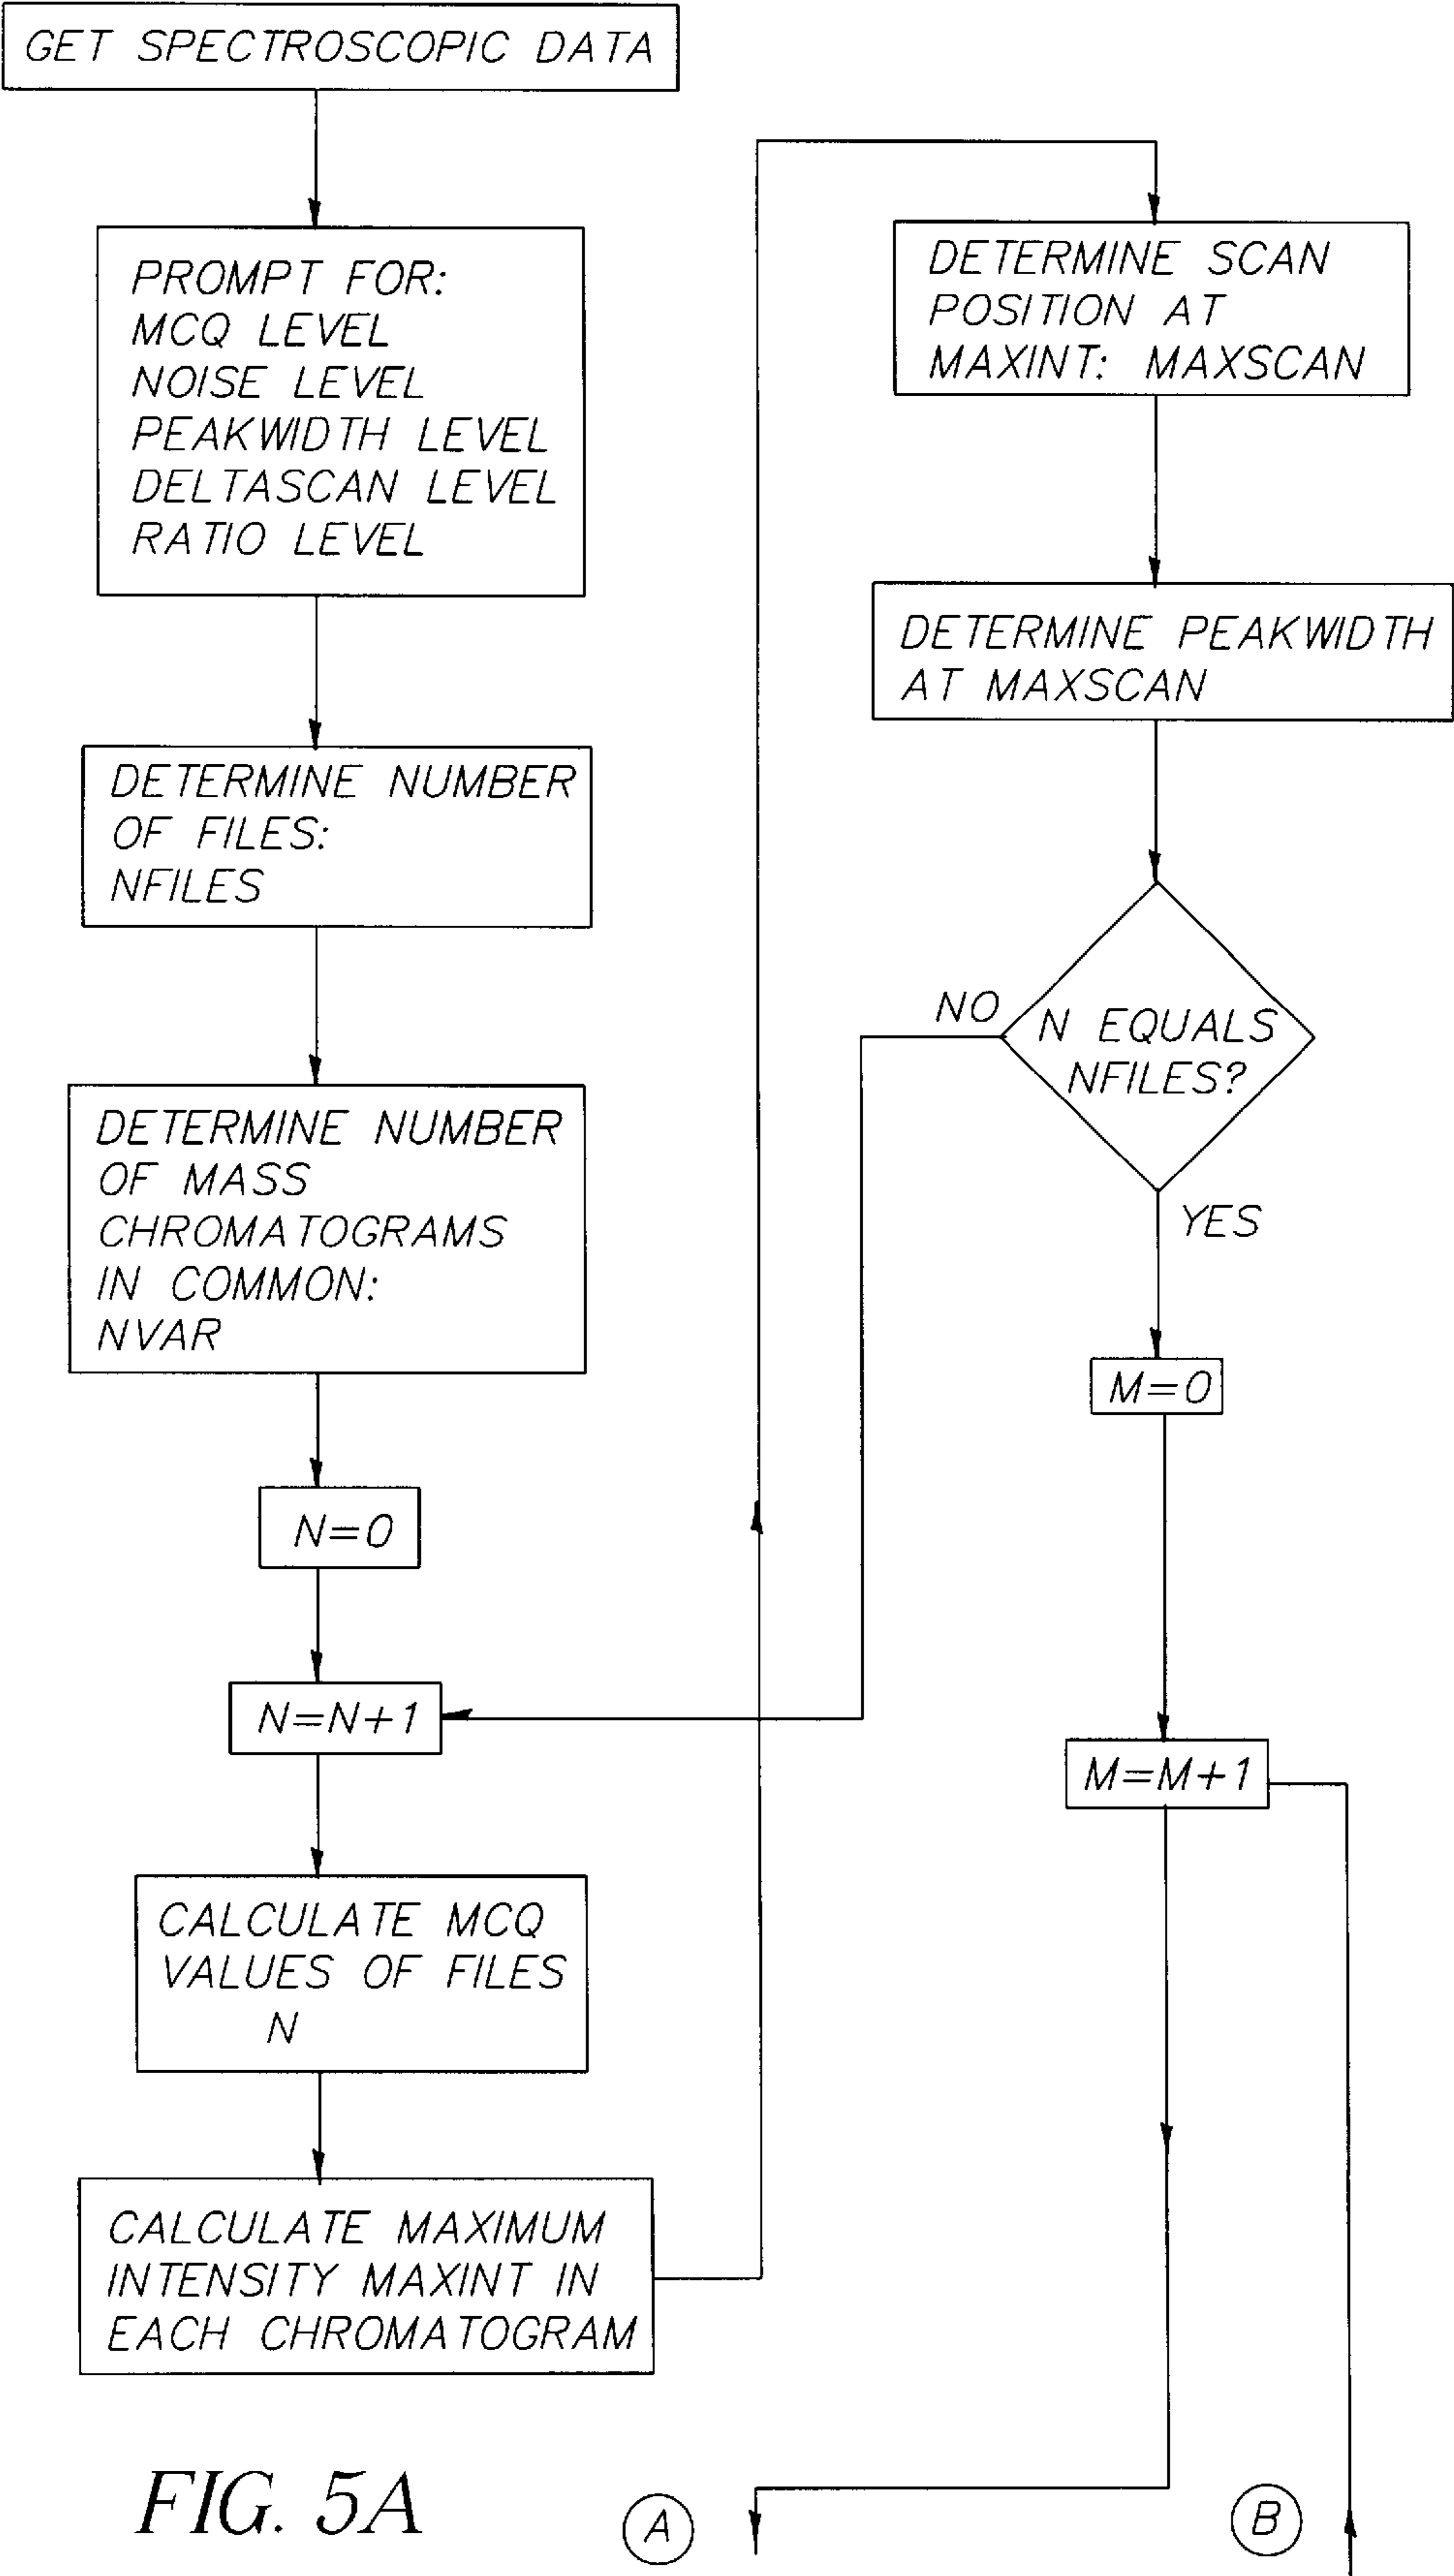 GET SPECTROSCOPIC DATA
PROMPT FOR:
MCQ LEVEL
NOISE LEVEL
PEAKWIDTH LEVEL
DELTASCAN LEVEL
RATIO LEVEL
DETERMINE NUMBER
OF FILES:
NFILES
DETERMINE NUMBER
OF MASS
CHROMATOGRAMS
IN COMMON:
NVAR
N=0
N=N+1
CALCULATE MCQ
VALUES OF FILES
N
CALCULATE MAXIMUM
INTENSITY MAXINT IN
EACH CHROMATOGRAM
DETERMINE SCAN
POSITION AT
MAXINT: MAXSCAN
DETERMINE PEAKWIDTH
AT MAXSCAN
N EQUALS
NFILES?
NO
YES
M=0
M=M+1
A
B
FIG. 5A